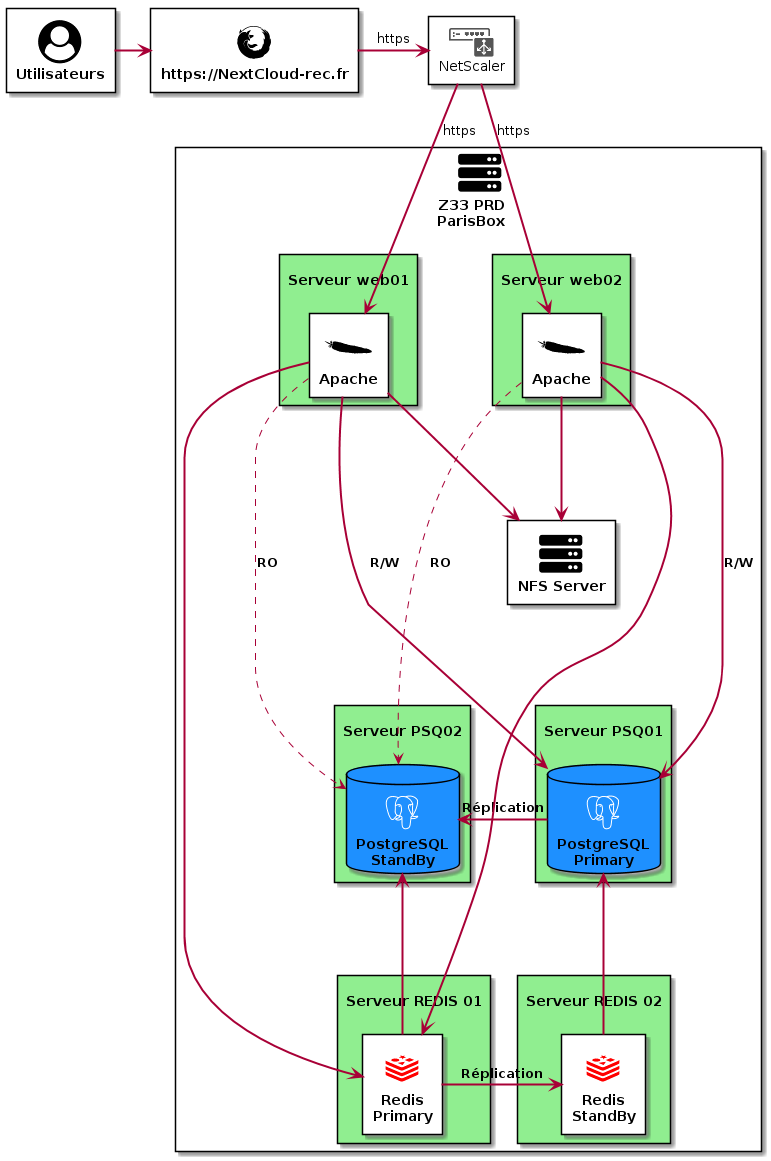 Utilisateurs
https://NextCloud-rec.fr
https
NetScaler
https
https
Z33 PRD
ParisBox
Serveur web01
Serveur web02
Apache
Apache
RO
R/W
RO
R/W
NFS Server
Serveur PSQ02
Serveur PSQ01
Réplication
PostgreSQL
StandBy
PostgreSQL
Primary
Serveur REDIS 01
Serveur REDIS 02
Réplication
Redis
Primary
Redis
StandBy